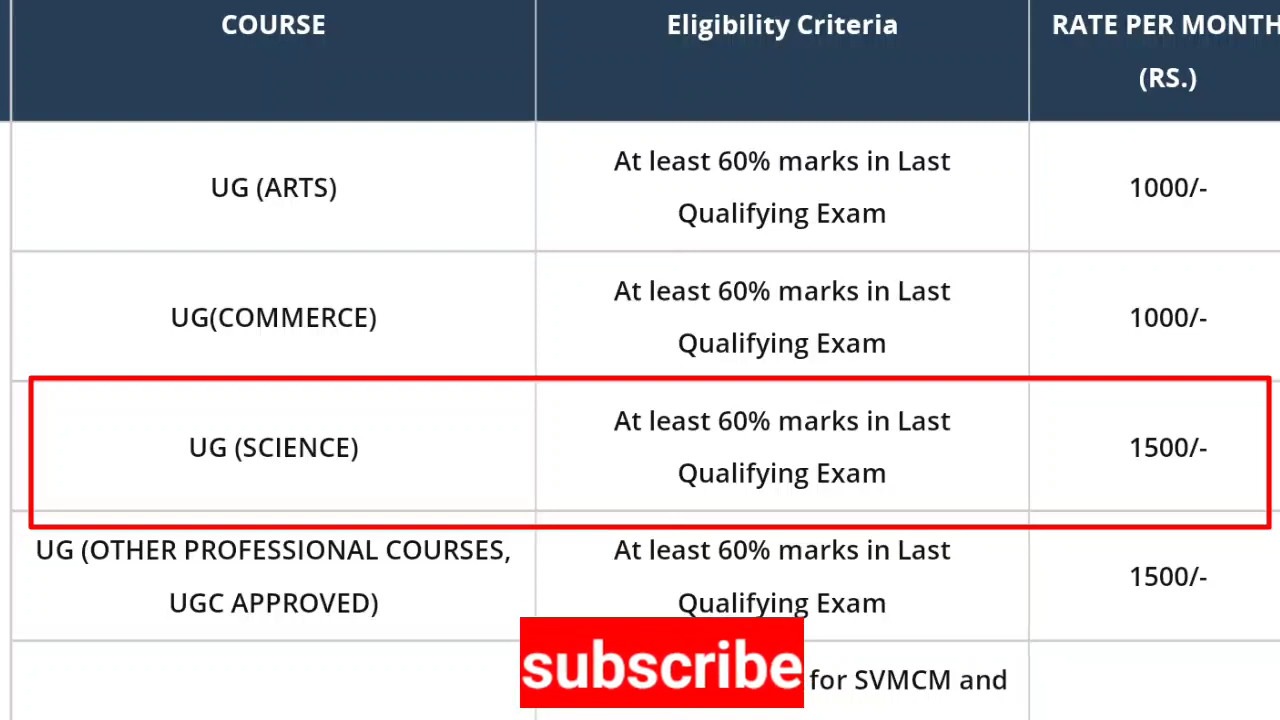 COURSE
Eligibility Criteria
RATE PER MONTH
(RS.)
UG (ARTS)
At least 60% marks in Last
Qualifying Exam
1000/-
UG(COMMERCE)
At least 60% marks in Last
Qualifying Exam
1000/-
UG (SCIENCE)
At least 60% marks in Last
Qualifying Exam
1500/-
UG (OTHER PROFESSIONAL COURSES,
UGC APPROVED)
At least 60% marks in Last
Qualifying Exam
1500/-
subscribe
for SVMCM and